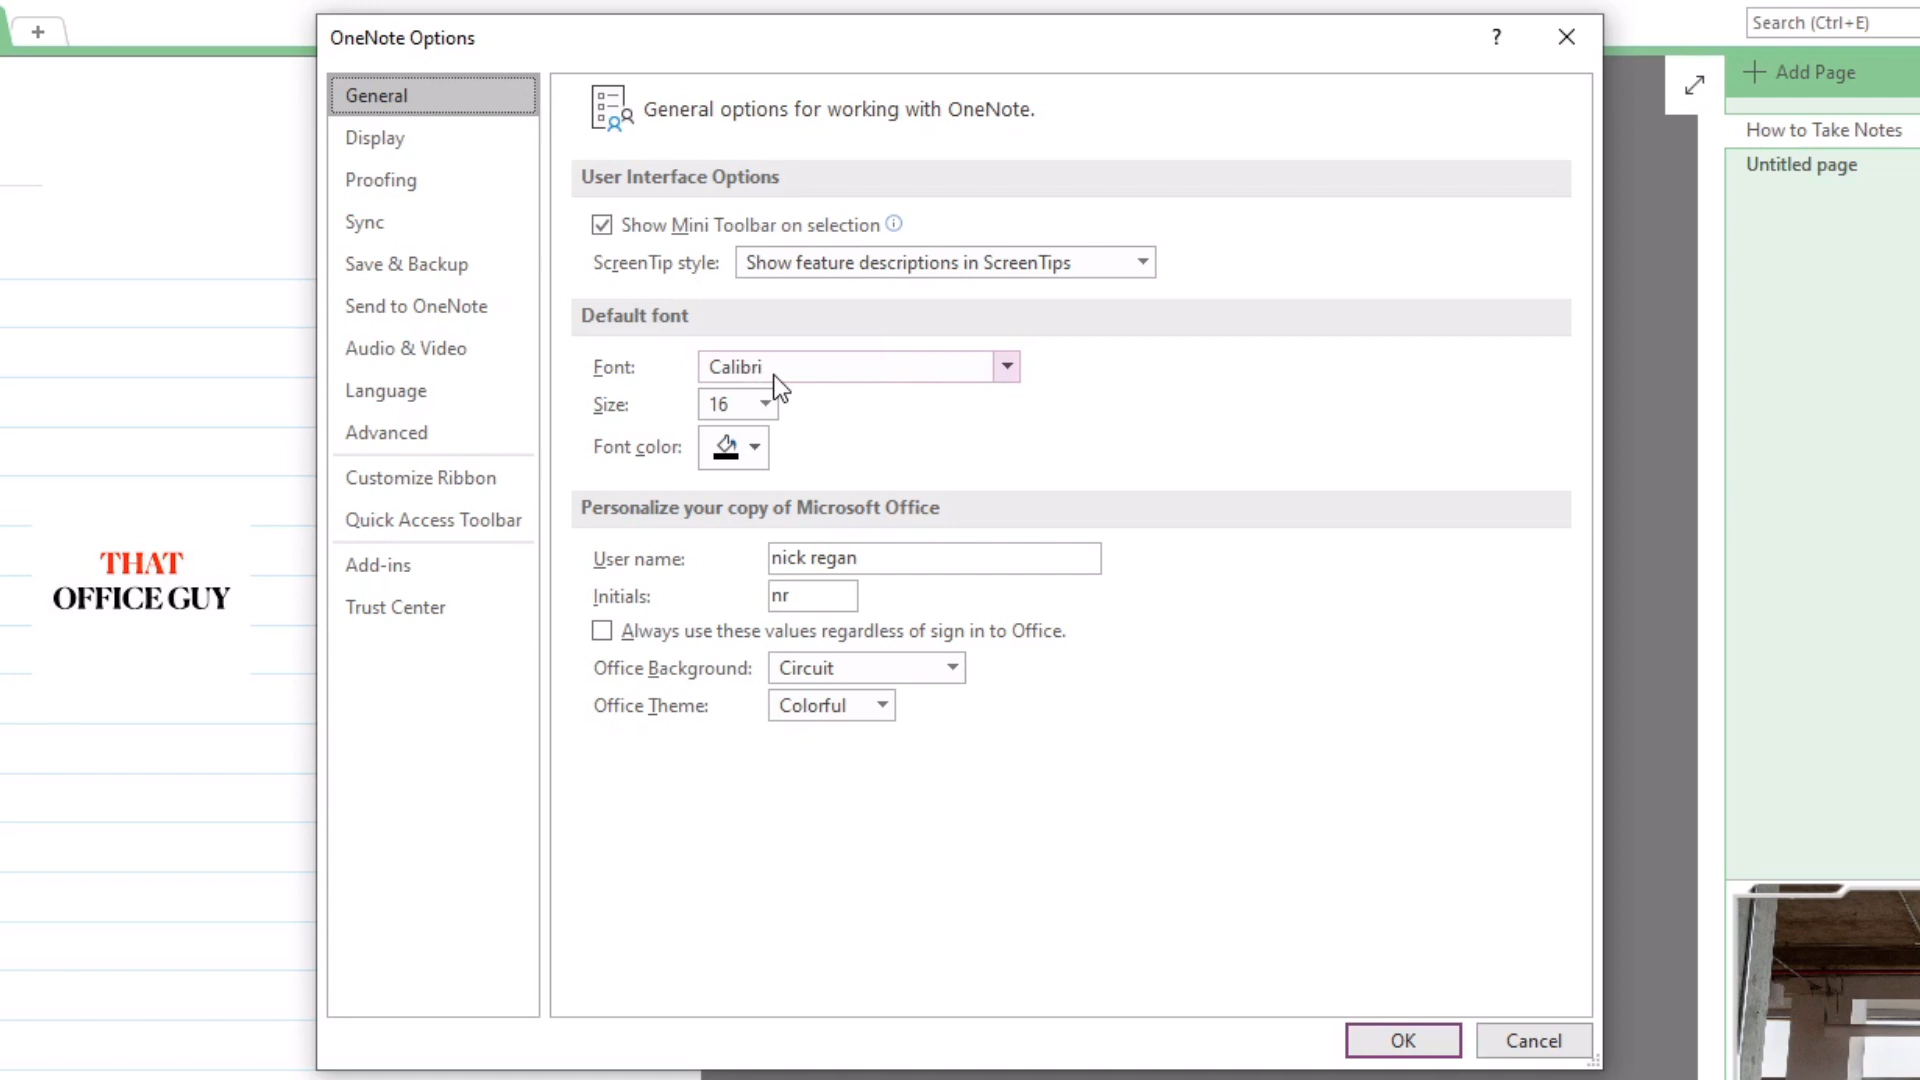 OneNote Options
?
Search (Ctrl+E)
General
Display
Proofing
Sync
Save & Backup
Send to OneNote
Audio & Video
Language
Advanced
Customize Ribbon
Quick Access Toolbar
Add-ins
Trust Center
General options for working with OneNote.
User Interface Options
Show Mini Toolbar on selection
ScreenTip style: Show feature descriptions in ScreenTips
Default font
Font: Calibri
Size: 16
Font color:
Personalize your copy of Microsoft Office
User name: nick regan
Initials: nr
Always use these values regardless of sign in to Office.
Office Background: Circuit
Office Theme: Colorful
OK Cancel
Add Page
How to Take Notes
Untitled page
THAT
OFFICE GUY